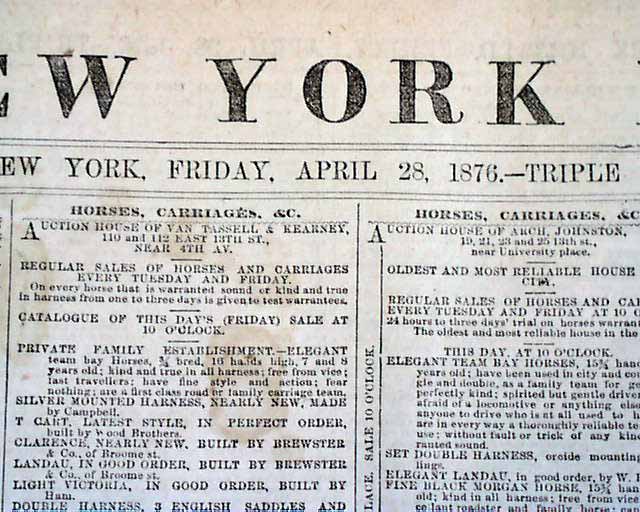 EW YORK
EW YORK, FRIDAY, APRIL 28, 1876.—TRIPLE
HORSES, CARRIAGES, &C.
AUCTION HOUSE OF VAN TASSELL & KEARNEY,
110 and 112 EAST 13TH ST.,
NEAR 4TH AV.
REGULAR SALES OF HORSES AND CARRIAGES
EVERY TUESDAY AND FRIDAY.
On every horse that is warranted sound or kind and true
in harness from one to three days is given to test warrantees.
CATALOGUE OF THIS DAY'S (FRIDAY) SALE AT
10 O'CLOCK.
PRIVATE FAMILY ESTABLISHMENT.—ELEGANT
team bay Horses, ¾ bred, 16 hands high, 7 and 8
years old; kind and true in all harness; free from vice;
fast travellers; have fine style and action; fear
nothing; are a first class road or family carriage team.
SILVER MOUNTED HARNESS, NEARLY NEW, MADE
by Campbell.
T CART, LATEST STYLE, IN PERFECT ORDER,
built by Wood Brothers.
CLARENCE, NEARLY NEW, BUILT BY BREWSTER
& Co., of Broome st.
LANDAU, IN GOOD ORDER, BUILT BY BREWSTER
& Co., of Broome st.
LIGHT VICTORIA, IN GOOD ORDER, BUILT BY
Ham.
DOUBLE HARNESS, 3 ENGLISH SADDLES AND
LACE. SALE 10 O'CLOCK.
HORSES, CARRIAGES, &C
AUCTION HOUSE OF ARCH. JOHNSTON,
19, 21, 23 and 25 13th st.,
near University place.
OLDEST AND MOST RELIABLE HOUSE
CITY.
REGULAR SALES OF HORSES AND CA
EVERY TUESDAY AND FRIDAY AT 10 O
24 hours to three days' trial on horses warran
The oldest and most reliable house in the
THIS DAY, AT 10 O'CLOCK.
ELEGANT TEAM BAY HORSES, 15¾ han
years old; have been used in city and cou
gle and double, as a family team for
perfectly kind; spirited but gentle driver
afraid of a locomotive or anything else
anyone to drive who is at all used to h
are in every way a thoroughly reliable te
use; without fault or trick of any kin
ranted sound.
SET DOUBLE HARNESS, oroide mounting
ings.
ELEGANT LANDAU, in good order, by W.
FINE BLACK MORGAN HORSE, 15¾ han
old; kind in all harness; free from vice
roadster and family horse; ca